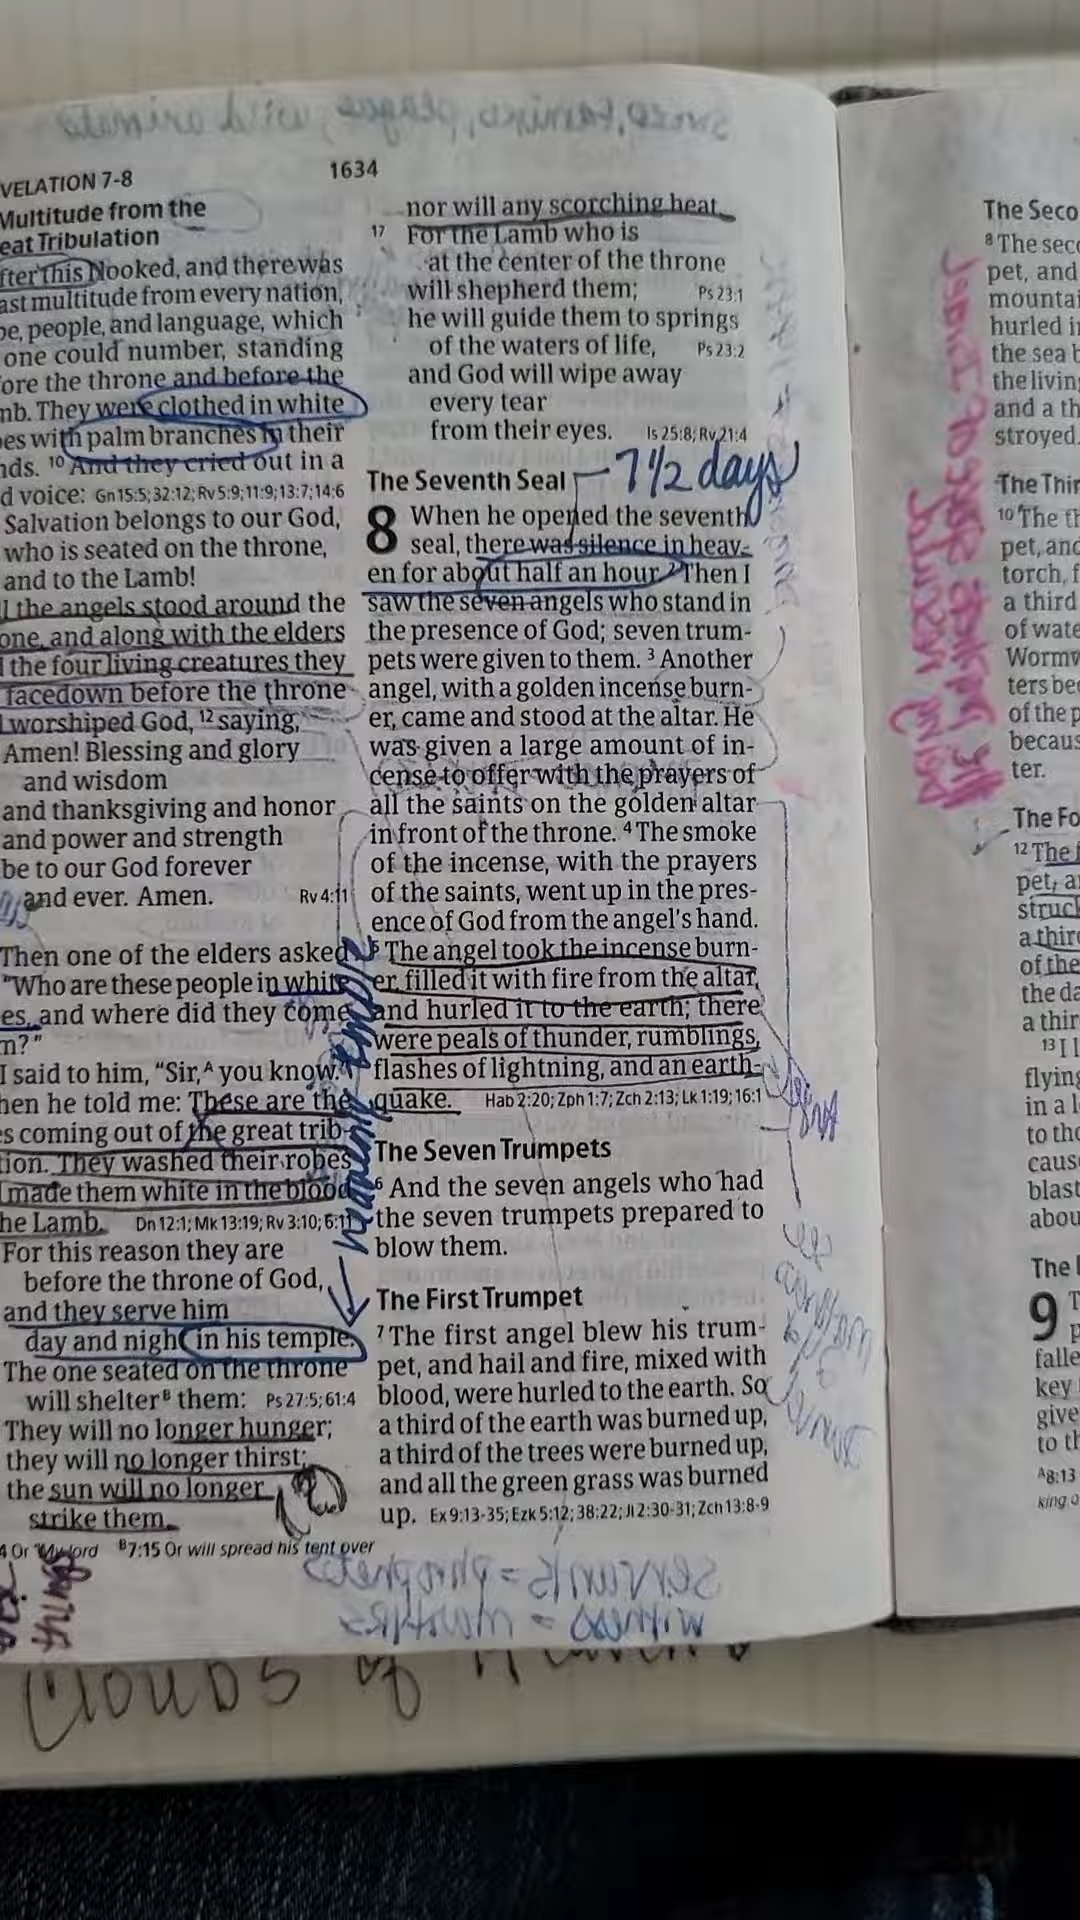 VELATION 7-8
1634
Multitude from the
eat Tribulation
fter this I looked, and there was
ast multitude from every nation,
be, people, and language, which
one could number, standing
ore the throne and before the
mb. They were clothed in white
bes with palm branches in their
nds. 10 And they cried out in a
d voice: Gn 15:5; 32:12; Rv 5:9; 11:9; 13:7; 14:6
Salvation belongs to our God,
who is seated on the throne,
and to the Lamb!
l the angels stood around the
one, and along with the elders
l the four living creatures they
facedown before the throne
l worshiped God, 12 saying,
Amen! Blessing and glory
and wisdom
and thanksgiving and honor
and power and strength
be to our God forever
and ever. Amen. Rv 4:11
Then one of the elders asked
"Who are these people in white
es, and where did they come
m?"
I said to him, "Sir,A you know."
hen he told me: These are the
s coming out of the great trib-
tion. They washed their robes
made them white in the blood
he Lamb. Dn 12:1; Mk 13:19; Rv 3:10; 6:11
For this reason they are
before the throne of God,
and they serve him
day and night in his temple.
The one seated on the throne
will shelterB them: Ps 27:5; 61:4
They will no longer hunger;
they will no longer thirst;
the sun will no longer
strike them,
4 Or My lord B7:15 Or will spread his tent over
nor will any scorching heat.
17 For the Lamb who is
at the center of the throne
will shepherd them; Ps 23:1
he will guide them to springs
of the waters of life, Ps 23:2
and God will wipe away
every tear
from their eyes. Is 25:8; Rv 21:4
The Seventh Seal
7 1/2 days
8 When he opened the seventh
seal, there was silence in heav-
en for about half an hour. 2 Then I
saw the seven angels who stand in
the presence of God; seven trum-
pets were given to them. 3 Another
angel, with a golden incense burn-
er, came and stood at the altar. He
was given a large amount of in-
cense to offer with the prayers of
all the saints on the golden altar
in front of the throne. 4 The smoke
of the incense, with the prayers
of the saints, went up in the pres-
ence of God from the angel's hand.
5 The angel took the incense burn-
er, filled it with fire from the altar,
and hurled it to the earth; there
were peals of thunder, rumblings,
flashes of lightning, and an earth-
quake. Hab 2:20; Zph 1:7; Zch 2:13; Lk 1:19; 16:1
The Seven Trumpets
6 And the seven angels who had
the seven trumpets prepared to
blow them.
The First Trumpet
7 The first angel blew his trum-
pet, and hail and fire, mixed with
blood, were hurled to the earth. So
a third of the earth was burned up,
a third of the trees were burned up,
and all the green grass was burned
up. Ex 9:13-35; Ezk 5:12; 38:22; Jl 2:30-31; Zch 13:8-9
servants = prophets
witness = martyrs
The Seco
8 The seco
pet, and
mountai
hurled in
the sea b
the living
and a th
stroyed.
The Thir
10 The th
pet, and
torch, f
a third
of wate
Wormw
ters be
of the p
becaus
ter.
The Fo
12 The f
pet, a
struck
a thir
of the
the da
a thir
13 I l
flying
in a l
to tho
cause
blast
abou
The
9 T
p
falle
key
give
to th
A8:13
king o